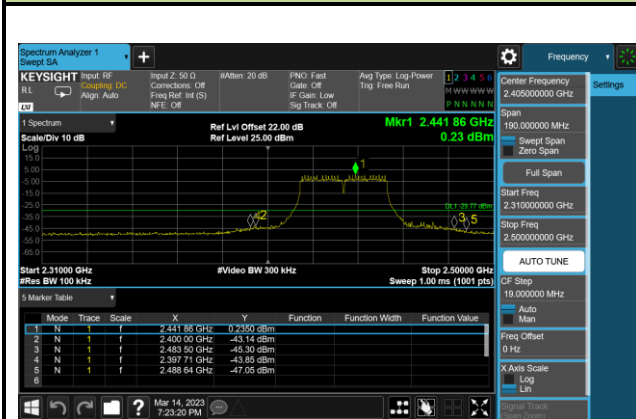 Spectrum Analyzer 1
Swept SA
Frequency
KEYSIGHT
Input: RF
Coupling: DC
Align: Auto
Input Z: 50 Ω
Corrections: Off
Freq Ref: Int (S)
NFE: Off
#Atten: 20 dB
PNO: Fast
Gate: Off
IF Gain: Low
Sig Track: Off
Avg Type: Log-Power
Trig: Free Run
1 2 3 4 5 6
M W W W W W
P N N N N N
R L
LXI
Settings
Center Frequency
2.405000000 GHz
Span
190.000000 MHz
Swept Span
Zero Span
Full Span
Start Freq
2.310000000 GHz
Stop Freq
2.500000000 GHz
AUTO TUNE
CF Step
19.000000 MHz
Auto
Man
Freq Offset
0 Hz
X Axis Scale
Log
Lin
Signal Track
(Span Zoom)
1 Spectrum
Scale/Div 10 dB
Ref Lvl Offset 22.00 dB
Ref Level 25.00 dBm
Mkr1 2.441 86 GHz
0.23 dBm
Log
15.0
5.00
-5.00
-15.0
-25.0
-35.0
-45.0
-55.0
-65.0
1
DL1 -29.77 dBm
2
3
5
Start 2.31000 GHz
#Res BW 100 kHz
#Video BW 300 kHz
Stop 2.50000 GHz
Sweep 1.00 ms (1001 pts)
5 Marker Table
Mode Trace Scale X Y Function Function Width Function Value
1 N 1 f 2.441 86 GHz 0.2350 dBm
2 N 1 f 2.400 00 GHz -43.14 dBm
3 N 1 f 2.483 50 GHz -45.30 dBm
4 N 1 f 2.397 71 GHz -43.85 dBm
5 N 1 f 2.488 64 GHz -47.05 dBm
6
?
Mar 14, 2023
7:23:20 PM